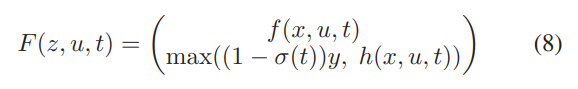 F(z, u, t) = ( f(x, u, t)
max((1 − σ(t))y, h(x, u, t)) ) (8)